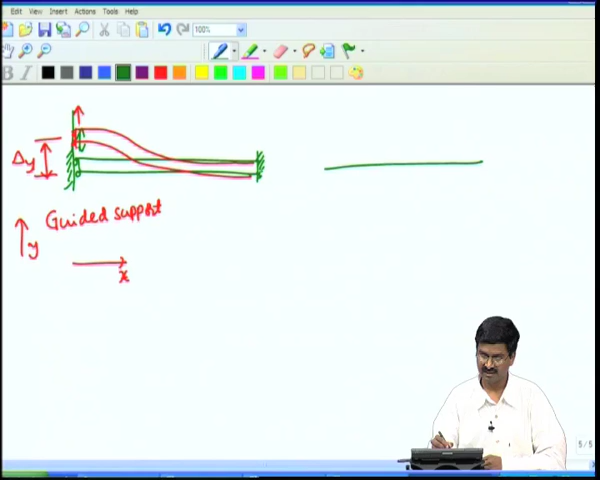 Edit View Insert Actions Tools Help
100%
B I
Δy
Guided support
y
x
5/5